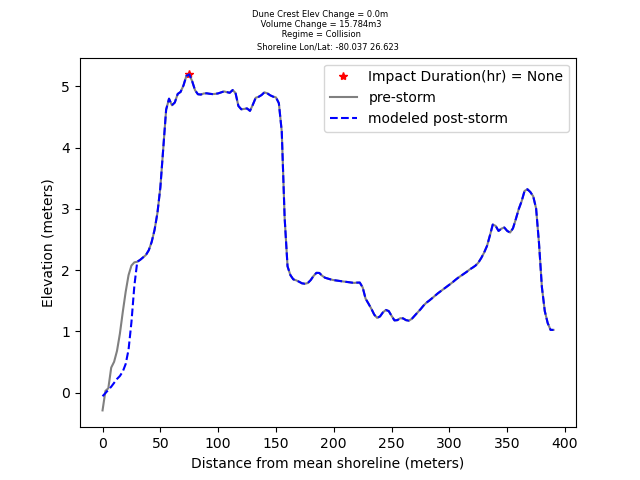 Dune Crest Elev Change = 0.0m
Volume Change = 15.784m3
Regime = Collision
Shoreline Lon/Lat: -80.037 26.623
Impact Duration(hr) = None
pre-storm
modeled post-storm
Elevation (meters)
5
4
3
2
1
0
0 50 100 150 200 250 300 350 400
Distance from mean shoreline (meters)